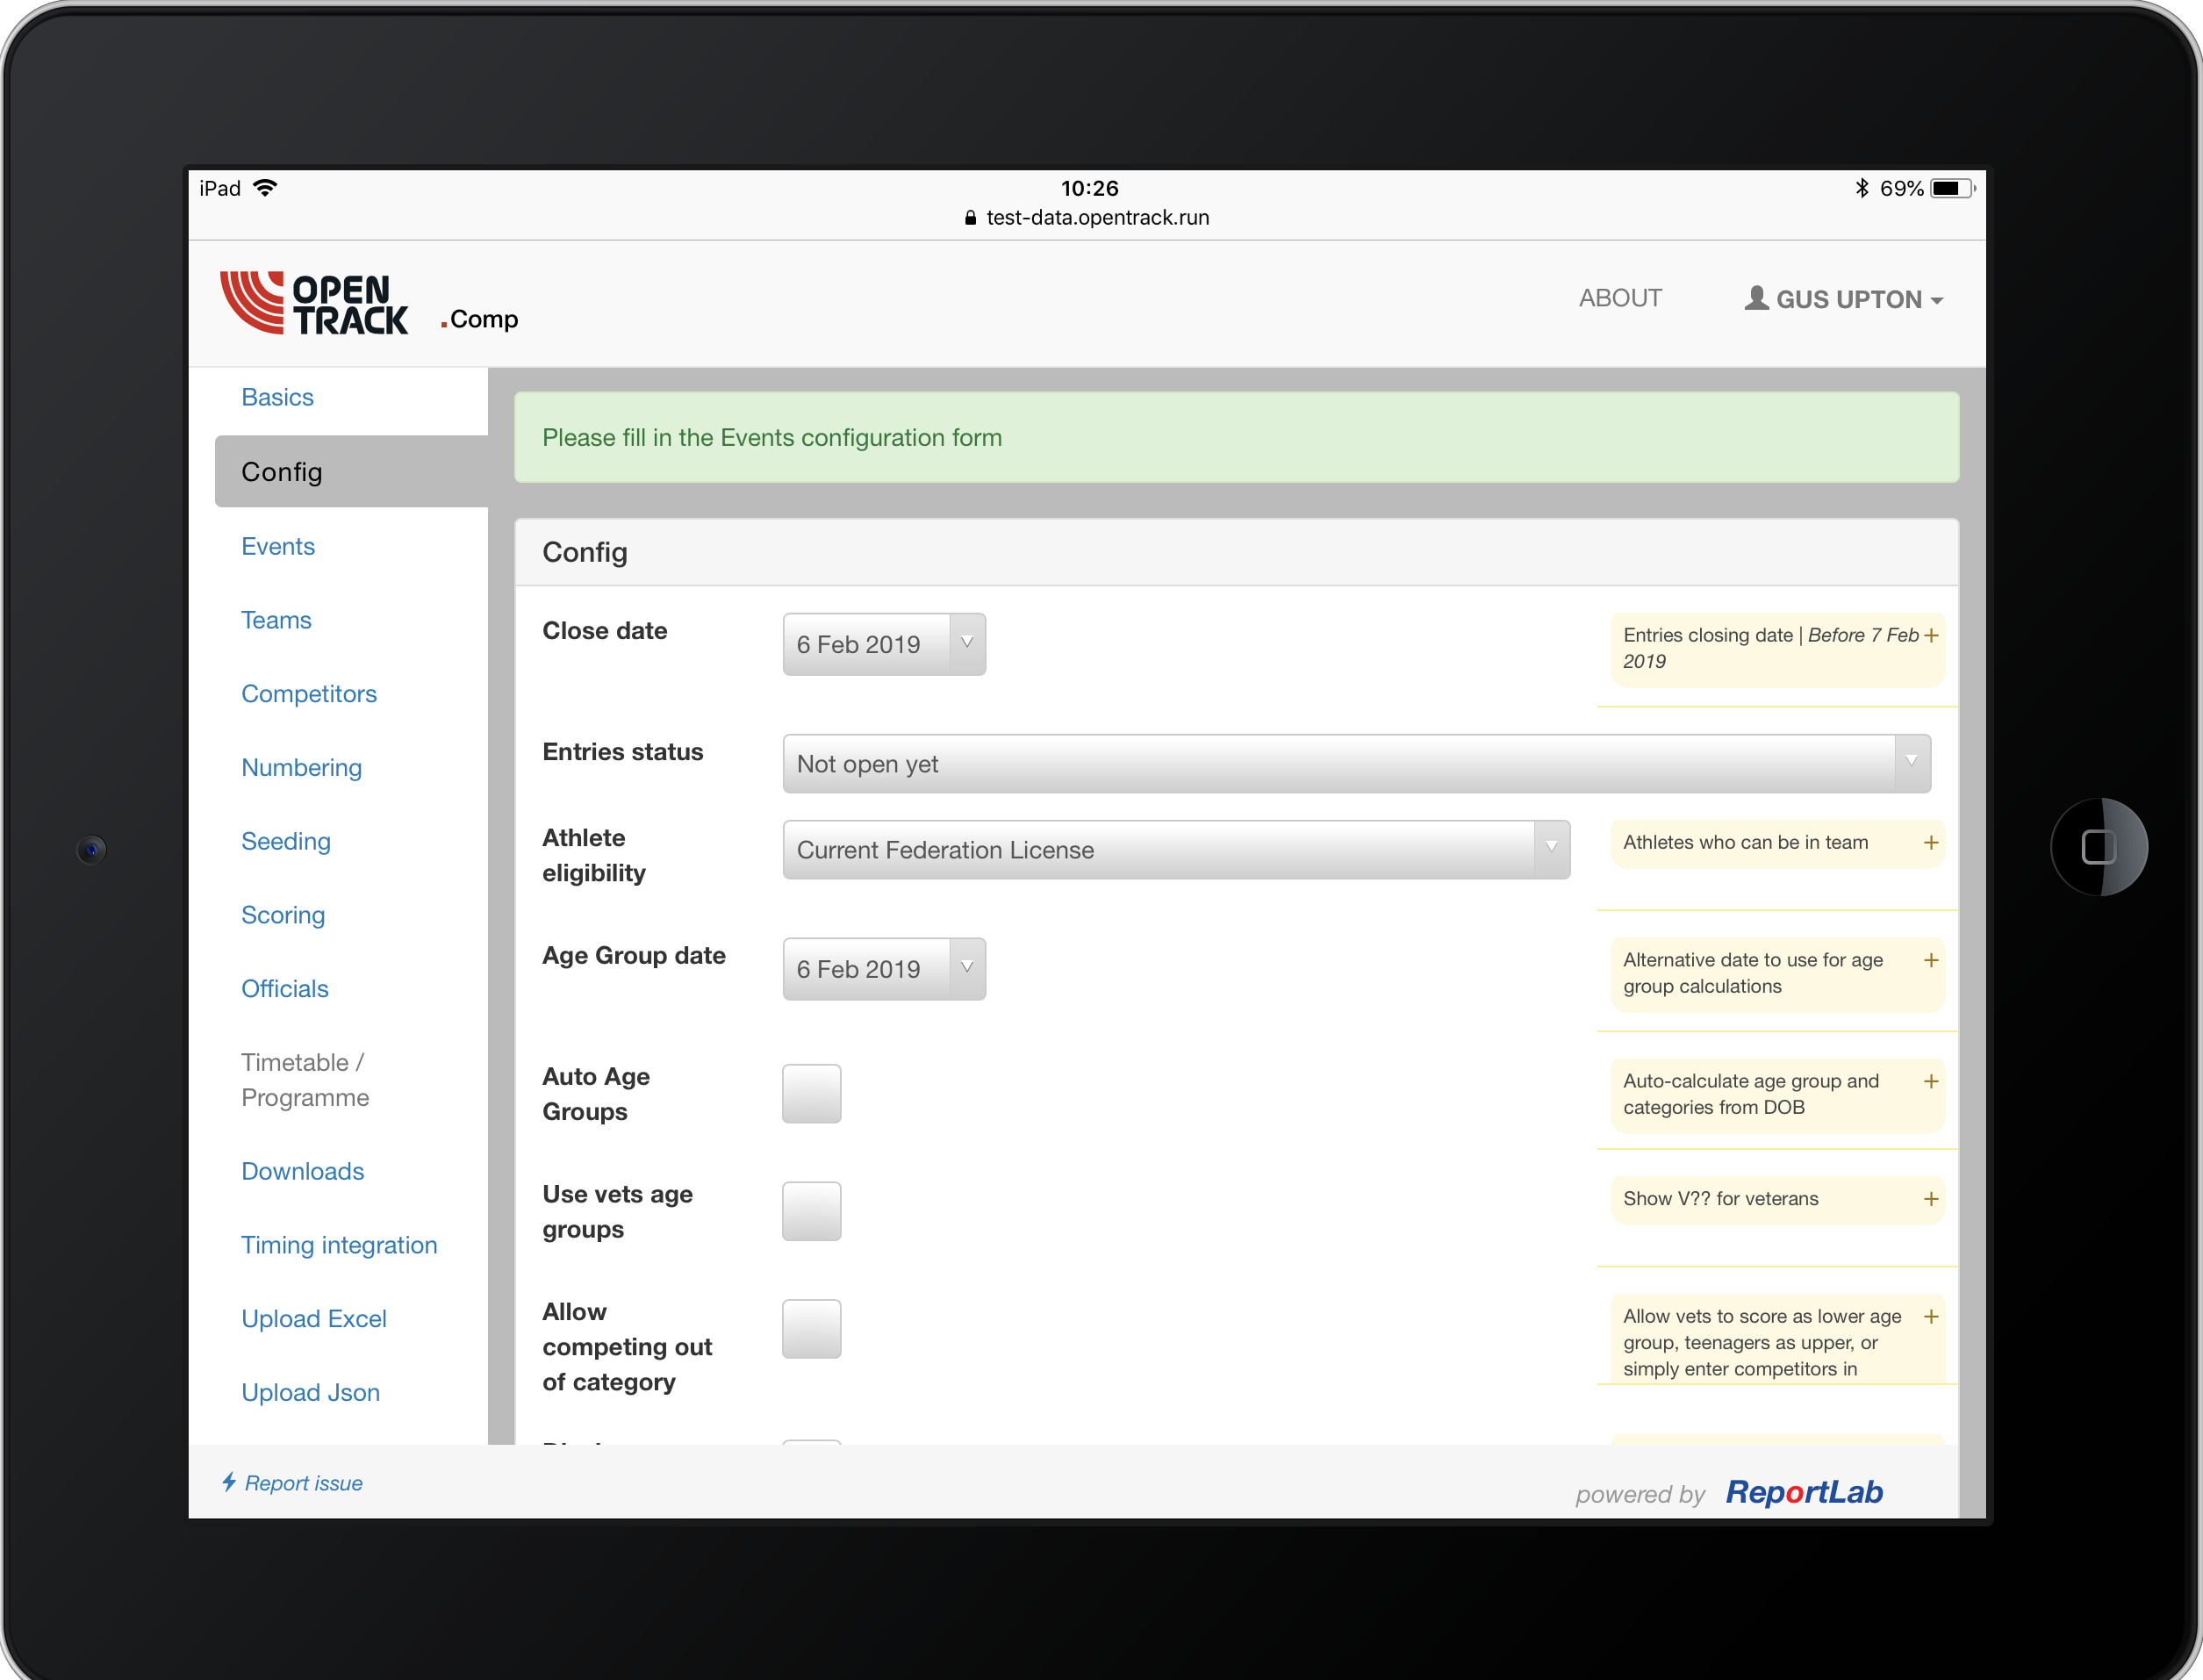 iPad
10:26
69%
test-data.opentrack.run
OPEN
TRACK
.Comp
ABOUT
GUS UPTON
Basics
Config
Events
Teams
Competitors
Numbering
Seeding
Scoring
Officials
Timetable /
Programme
Downloads
Timing integration
Upload Excel
Upload Json
Please fill in the Events configuration form
Config
Close date
6 Feb 2019
Entries closing date | Before 7 Feb +
2019
Entries status
Not open yet
Athlete
eligibility
Current Federation License
Athletes who can be in team +
Age Group date
6 Feb 2019
Alternative date to use for age +
group calculations
Auto Age
Groups
Auto-calculate age group and +
categories from DOB
Use vets age
groups
Show V?? for veterans +
Allow
competing out
of category
Allow vets to score as lower age +
group, teenagers as upper, or
simply enter competitors in
Report issue
powered by ReportLab